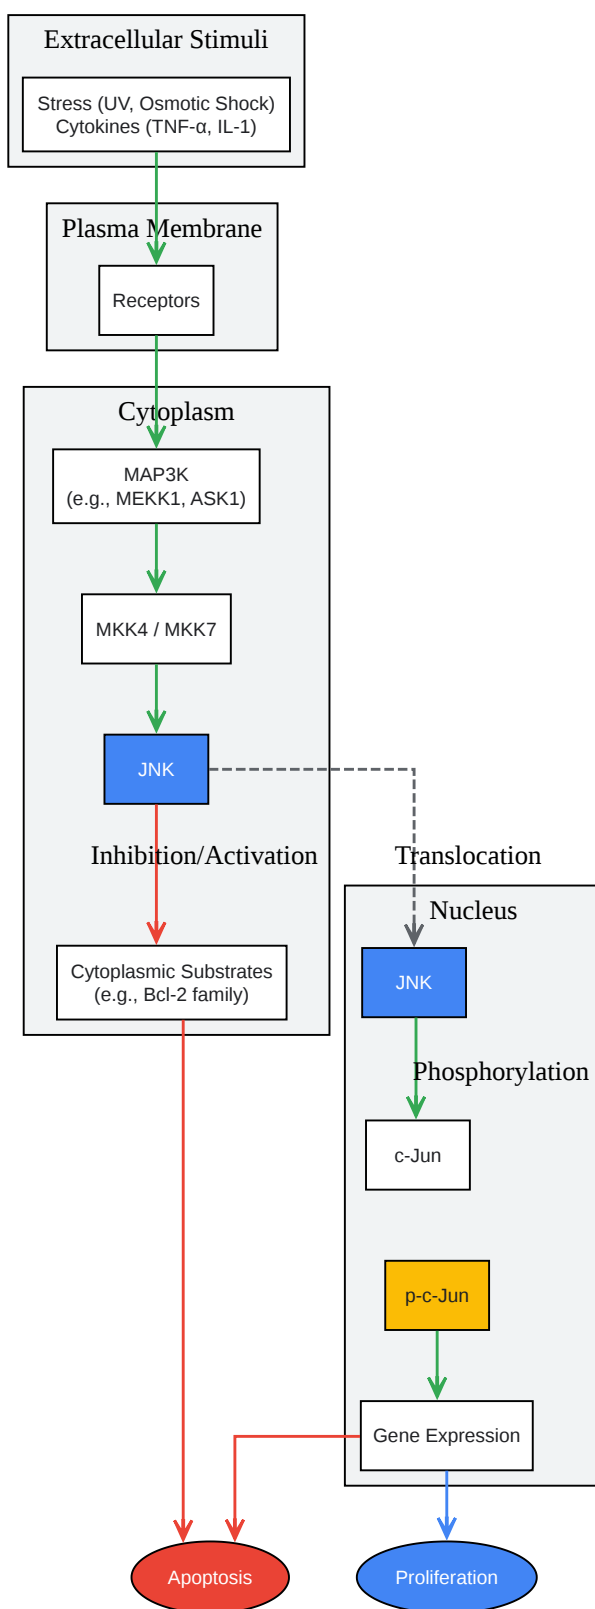 Extracellular Stimuli
Stress (UV, Osmotic Shock)
Cytokines (TNF-α, IL-1)
Plasma Membrane
Receptors
Cytoplasm
MAP3K
(e.g., MEKK1, ASK1)
MKK4 / MKK7
JNK
Inhibition/Activation
Translocation
Nucleus
Cytoplasmic Substrates
(e.g., Bcl-2 family)
JNK
Phosphorylation
c-Jun
p-c-Jun
Gene Expression
Apoptosis
Proliferation